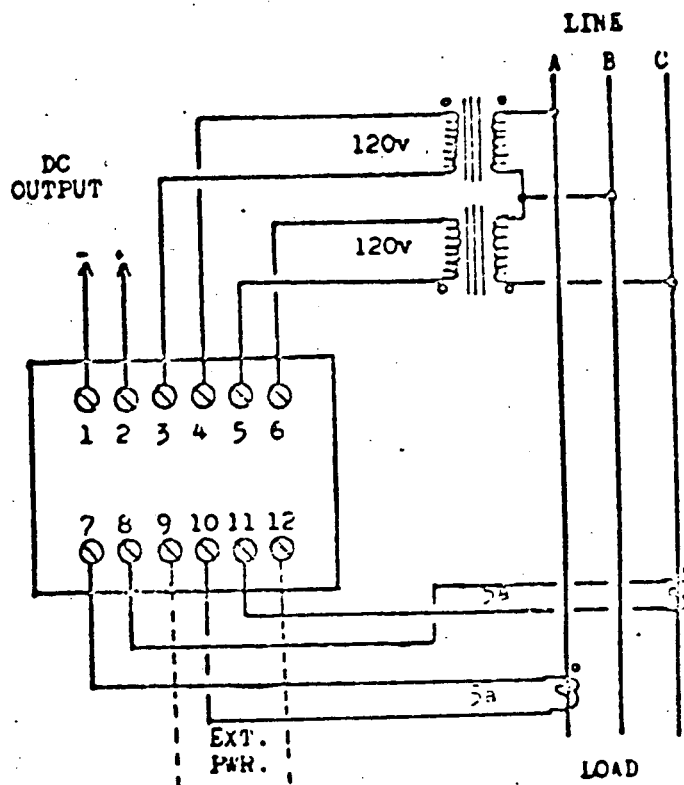 LINE
A B C
120v
DC
OUTPUT
120v
- +
1 2 3 4 5 6
7 8 9 10 11 12
5a
5a
EXT.
PWR.
LOAD